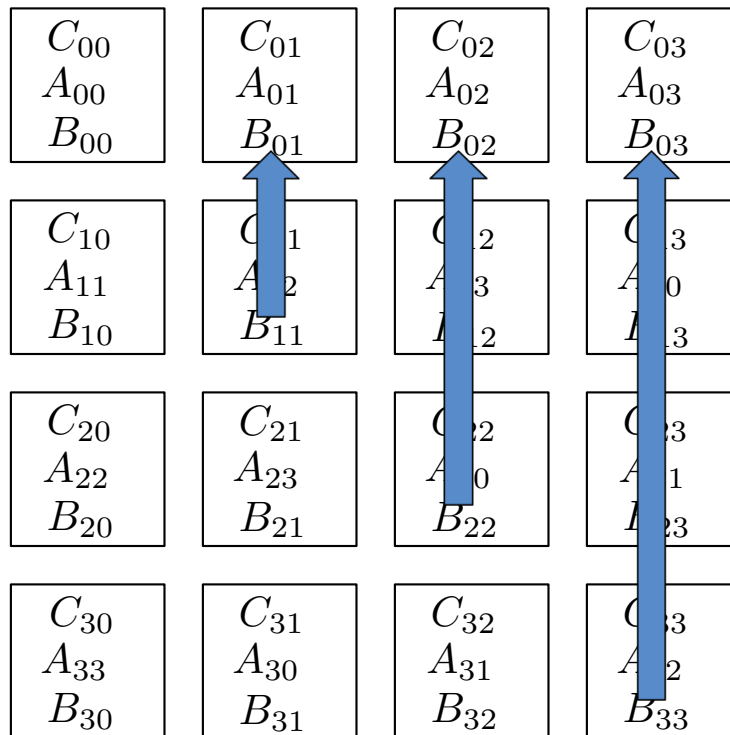 C₀₀
A₀₀
B₀₀
C₀₁
A₀₁
B₀₁
C₀₂
A₀₂
B₀₂
C₀₃
A₀₃
B₀₃
C₁₀
A₁₁
B₁₀
B₁₁
C₂₀
A₂₂
B₂₀
C₂₁
A₂₃
B₂₁
B₂₂
C₃₀
A₃₃
B₃₀
C₃₁
A₃₀
B₃₁
C₃₂
A₃₁
B₃₂
B₃₃